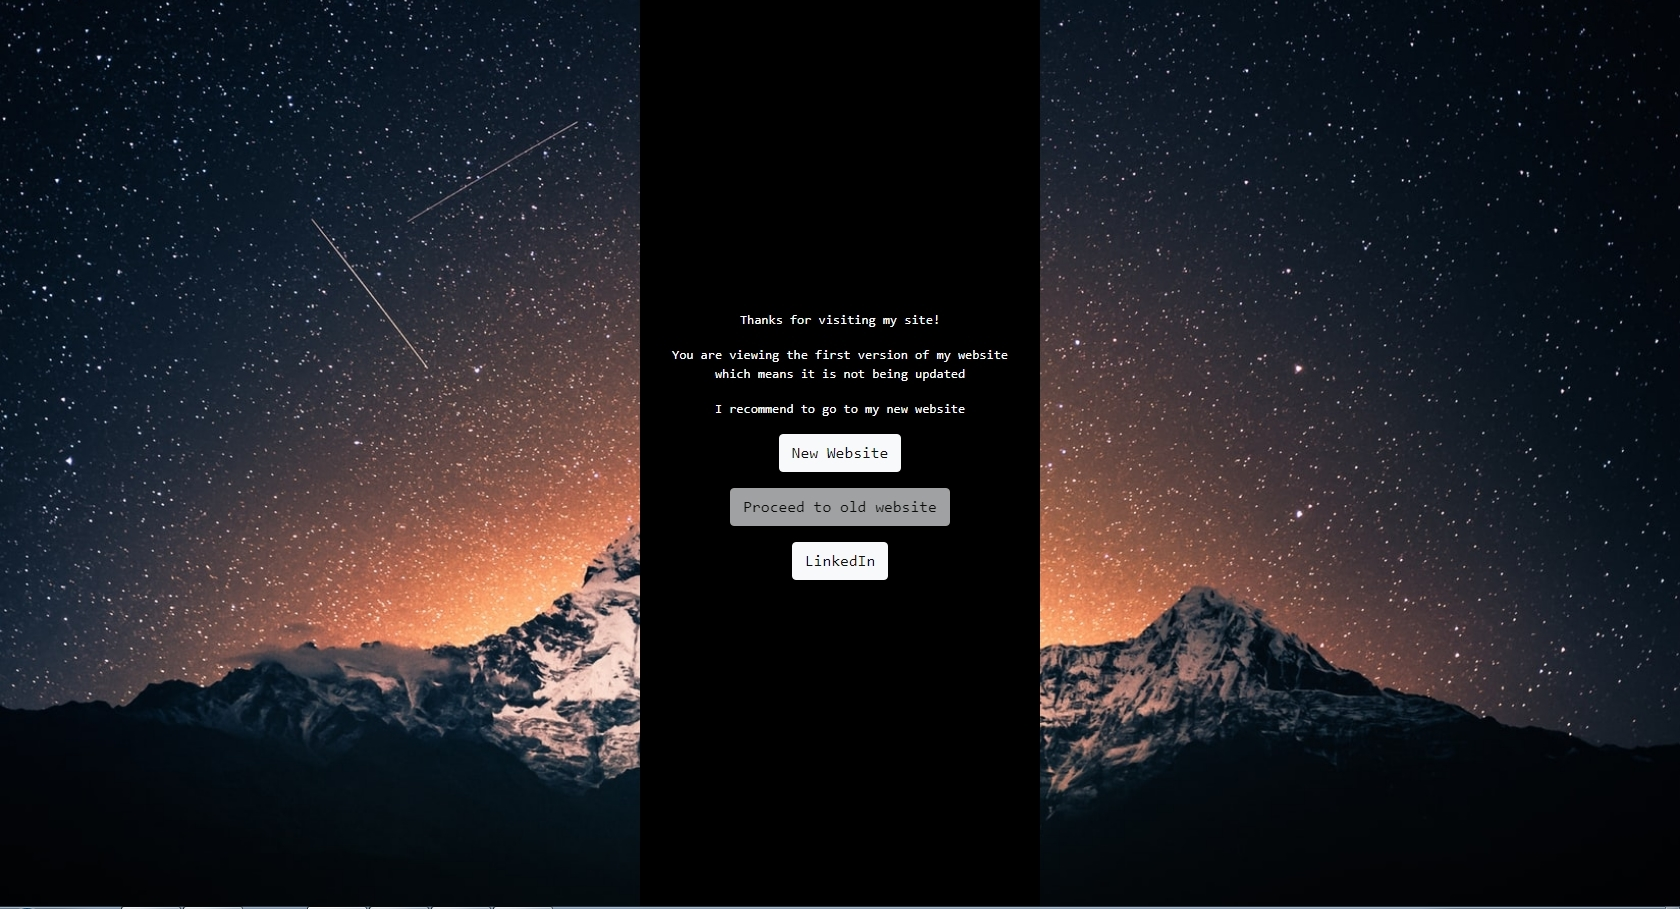 Thanks for visiting my site!
You are viewing the first version of my website
which means it is not being updated
I recommend to go to my new website
New Website
Proceed to old website
LinkedIn